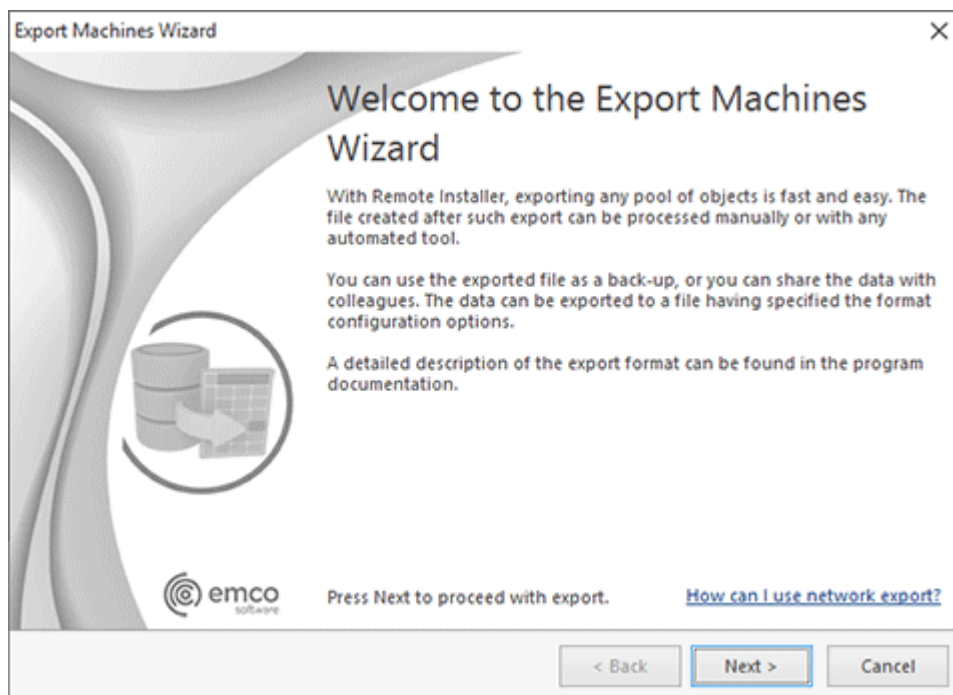 Export Machines Wizard
Welcome to the Export Machines
Wizard
With Remote Installer, exporting any pool of objects is fast and easy. The
file created after such export can be processed manually or with any
automated tool.
You can use the exported file as a back-up, or you can share the data with
colleagues. The data can be exported to a file having specified the format
configuration options.
A detailed description of the export format can be found in the program
documentation.
emco
software
Press Next to proceed with export.
How can I use network export?
< Back
Next >
Cancel